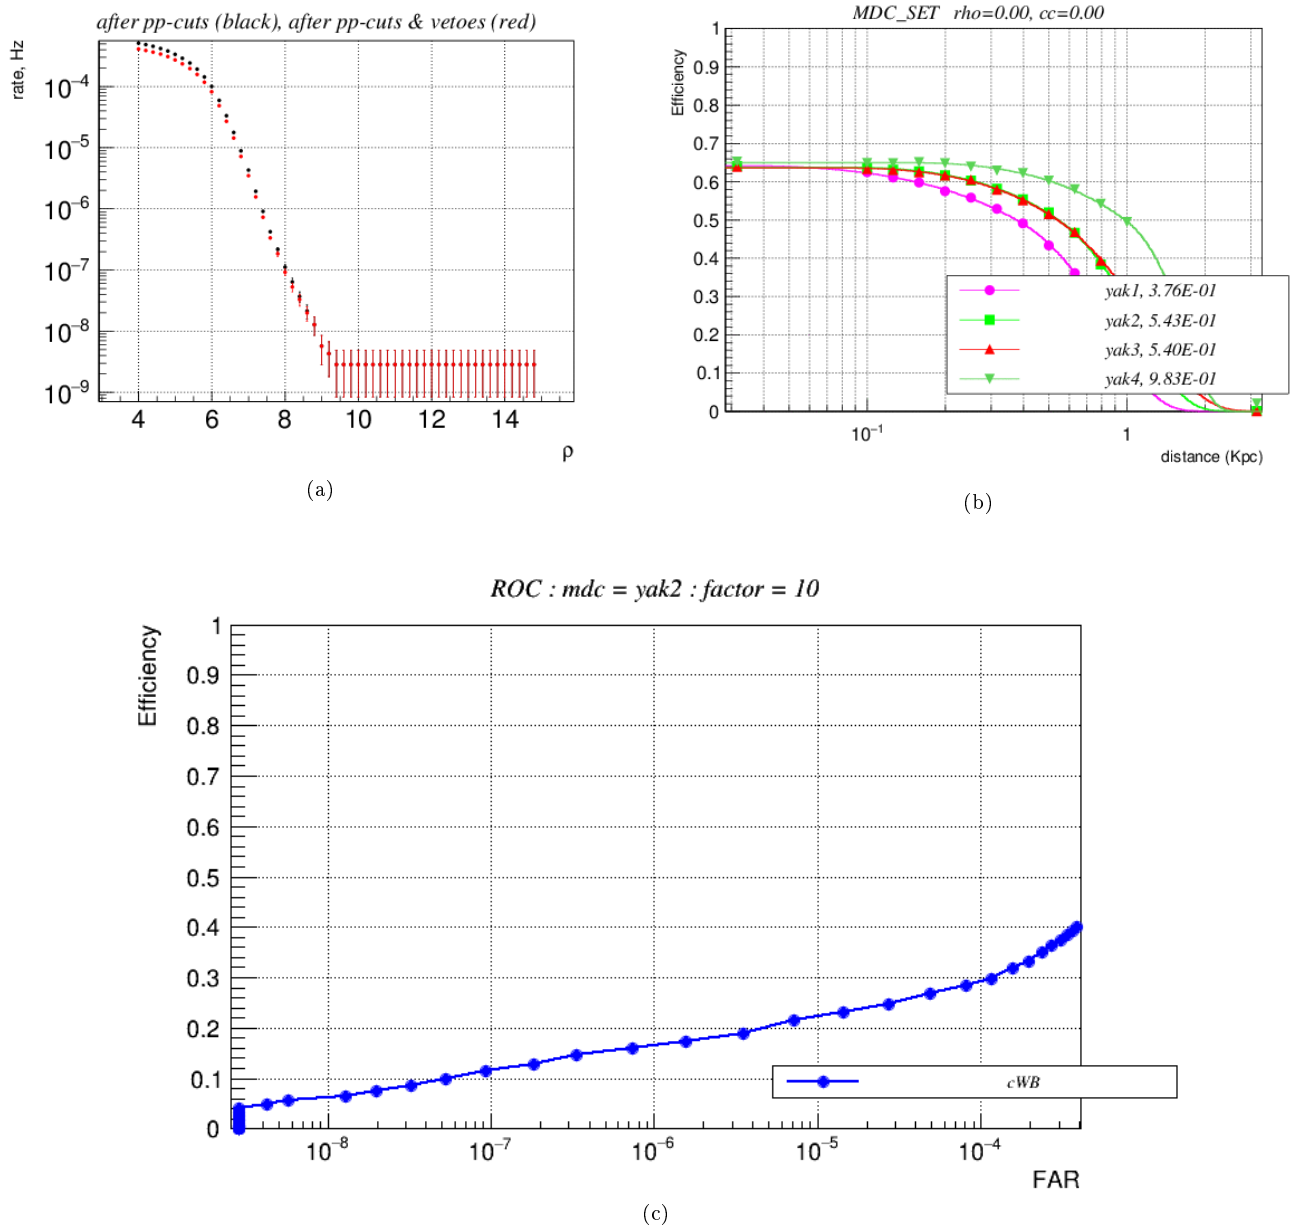 after pp-cuts (black), after pp-cuts & vetoes (red)
rate, Hz
10⁻⁴
10⁻⁵
10⁻⁶
10⁻⁷
10⁻⁸
10⁻⁹
4 6 8 10 12 14
ρ
(a)
MDC_SET rho=0.00, cc=0.00
Efficiency
1
0.9
0.8
0.7
0.6
0.5
0.4
0.3
0.2
0.1
0
yak1, 3.76E-01
yak2, 5.43E-01
yak3, 5.40E-01
yak4, 9.83E-01
10⁻¹ 1
distance (Kpc)
(b)
ROC : mdc = yak2 : factor = 10
Efficiency
1
0.9
0.8
0.7
0.6
0.5
0.4
0.3
0.2
0.1
0
cWB
10⁻⁸ 10⁻⁷ 10⁻⁶ 10⁻⁵ 10⁻⁴
FAR
(c)